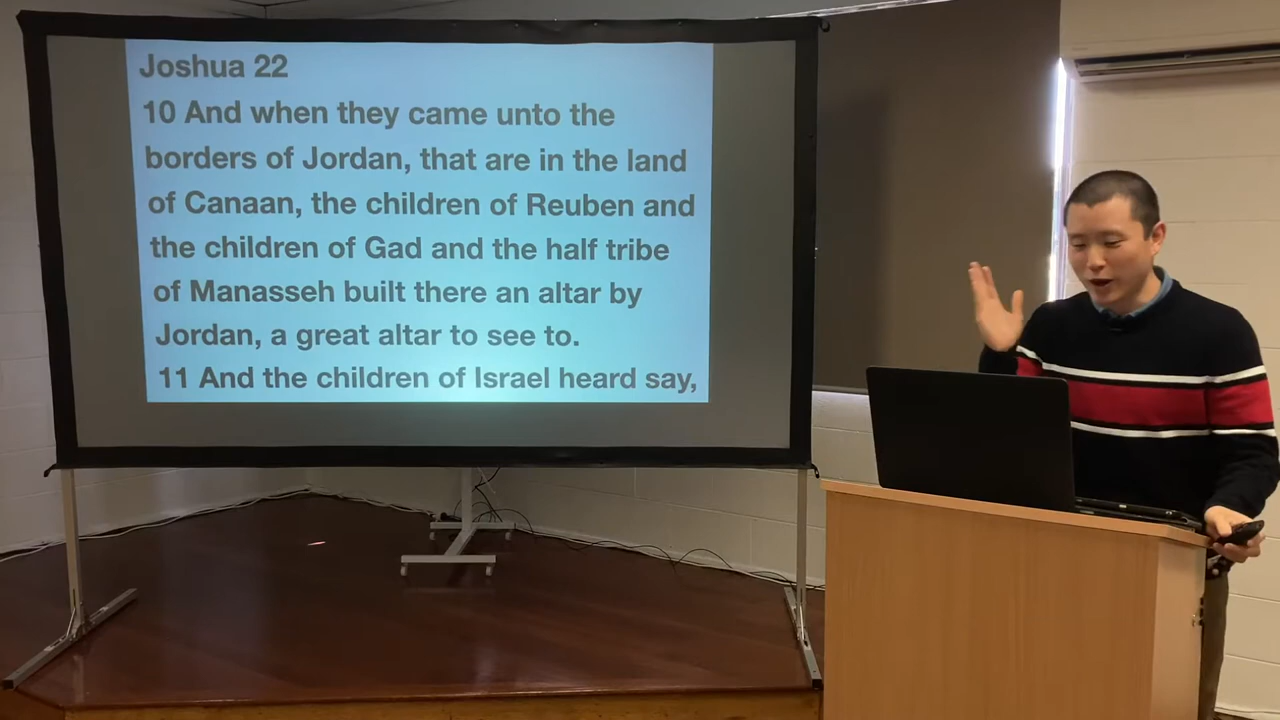 Joshua 22
10 And when they came unto the
borders of Jordan, that are in the land
of Canaan, the children of Reuben and
the children of Gad and the half tribe
of Manasseh built there an altar by
Jordan, a great altar to see to.
11 And the children of Israel heard say,